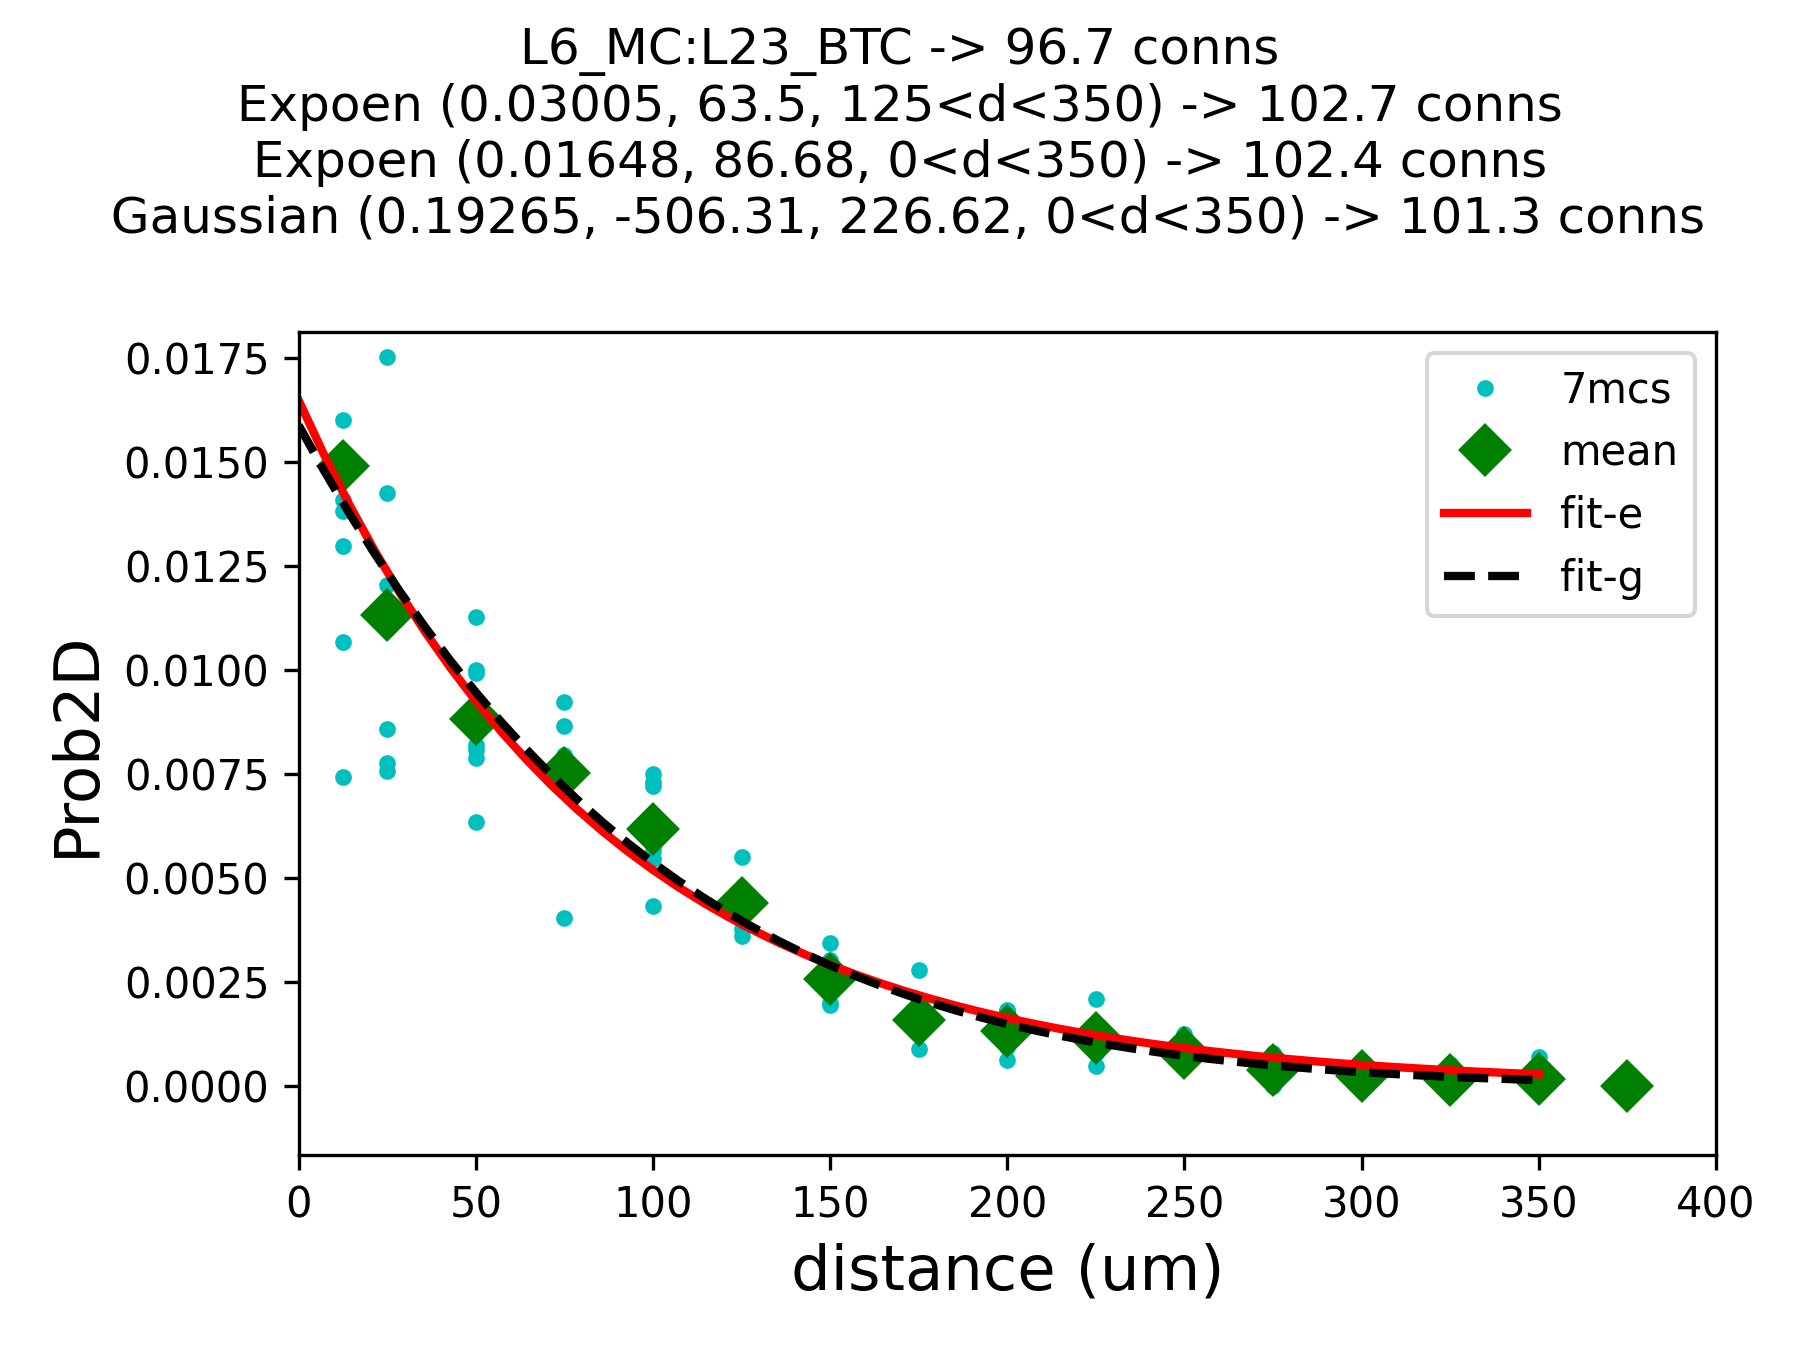 L6_MC:L23_BTC -> 96.7 conns
Expoen (0.03005, 63.5, 125<d<350) -> 102.7 conns
Expoen (0.01648, 86.68, 0<d<350) -> 102.4 conns
Gaussian (0.19265, -506.31, 226.62, 0<d<350) -> 101.3 conns
7mcs
mean
fit-e
fit-g
Prob2D
0.0175
0.0150
0.0125
0.0100
0.0075
0.0050
0.0025
0.0000
0 50 100 150 200 250 300 350 400
distance (um)